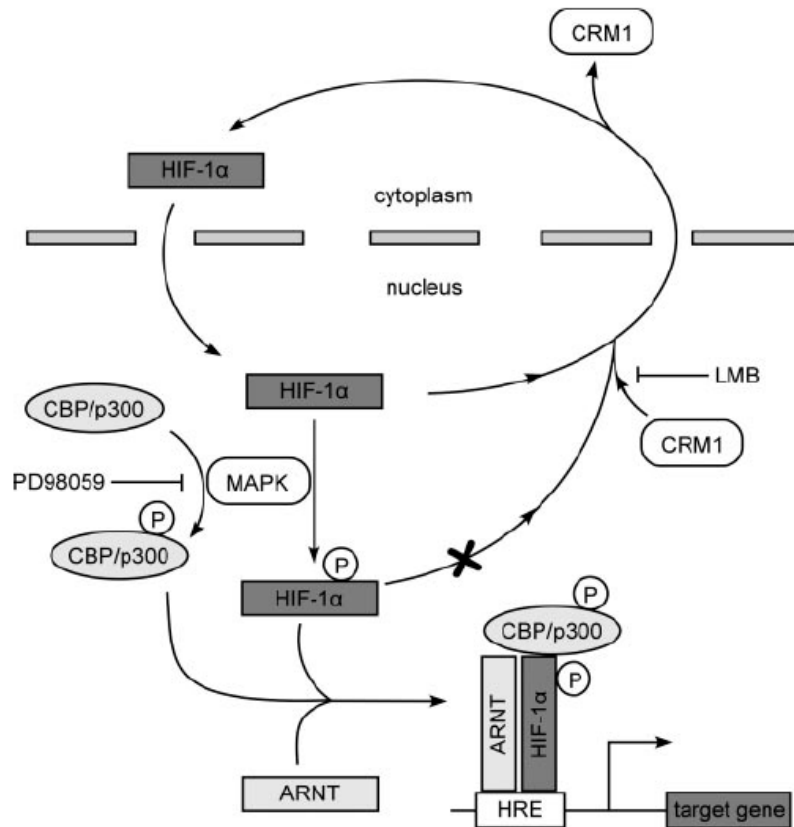 CRM1
HIF-1α
cytoplasm
nucleus
HIF-1α
LMB
CBP/p300
CRM1
MAPK
PD98059
P
CBP/p300
P
HIF-1α
P
CBP/p300
P
ARNT
HIF-1α
ARNT
HRE
target gene